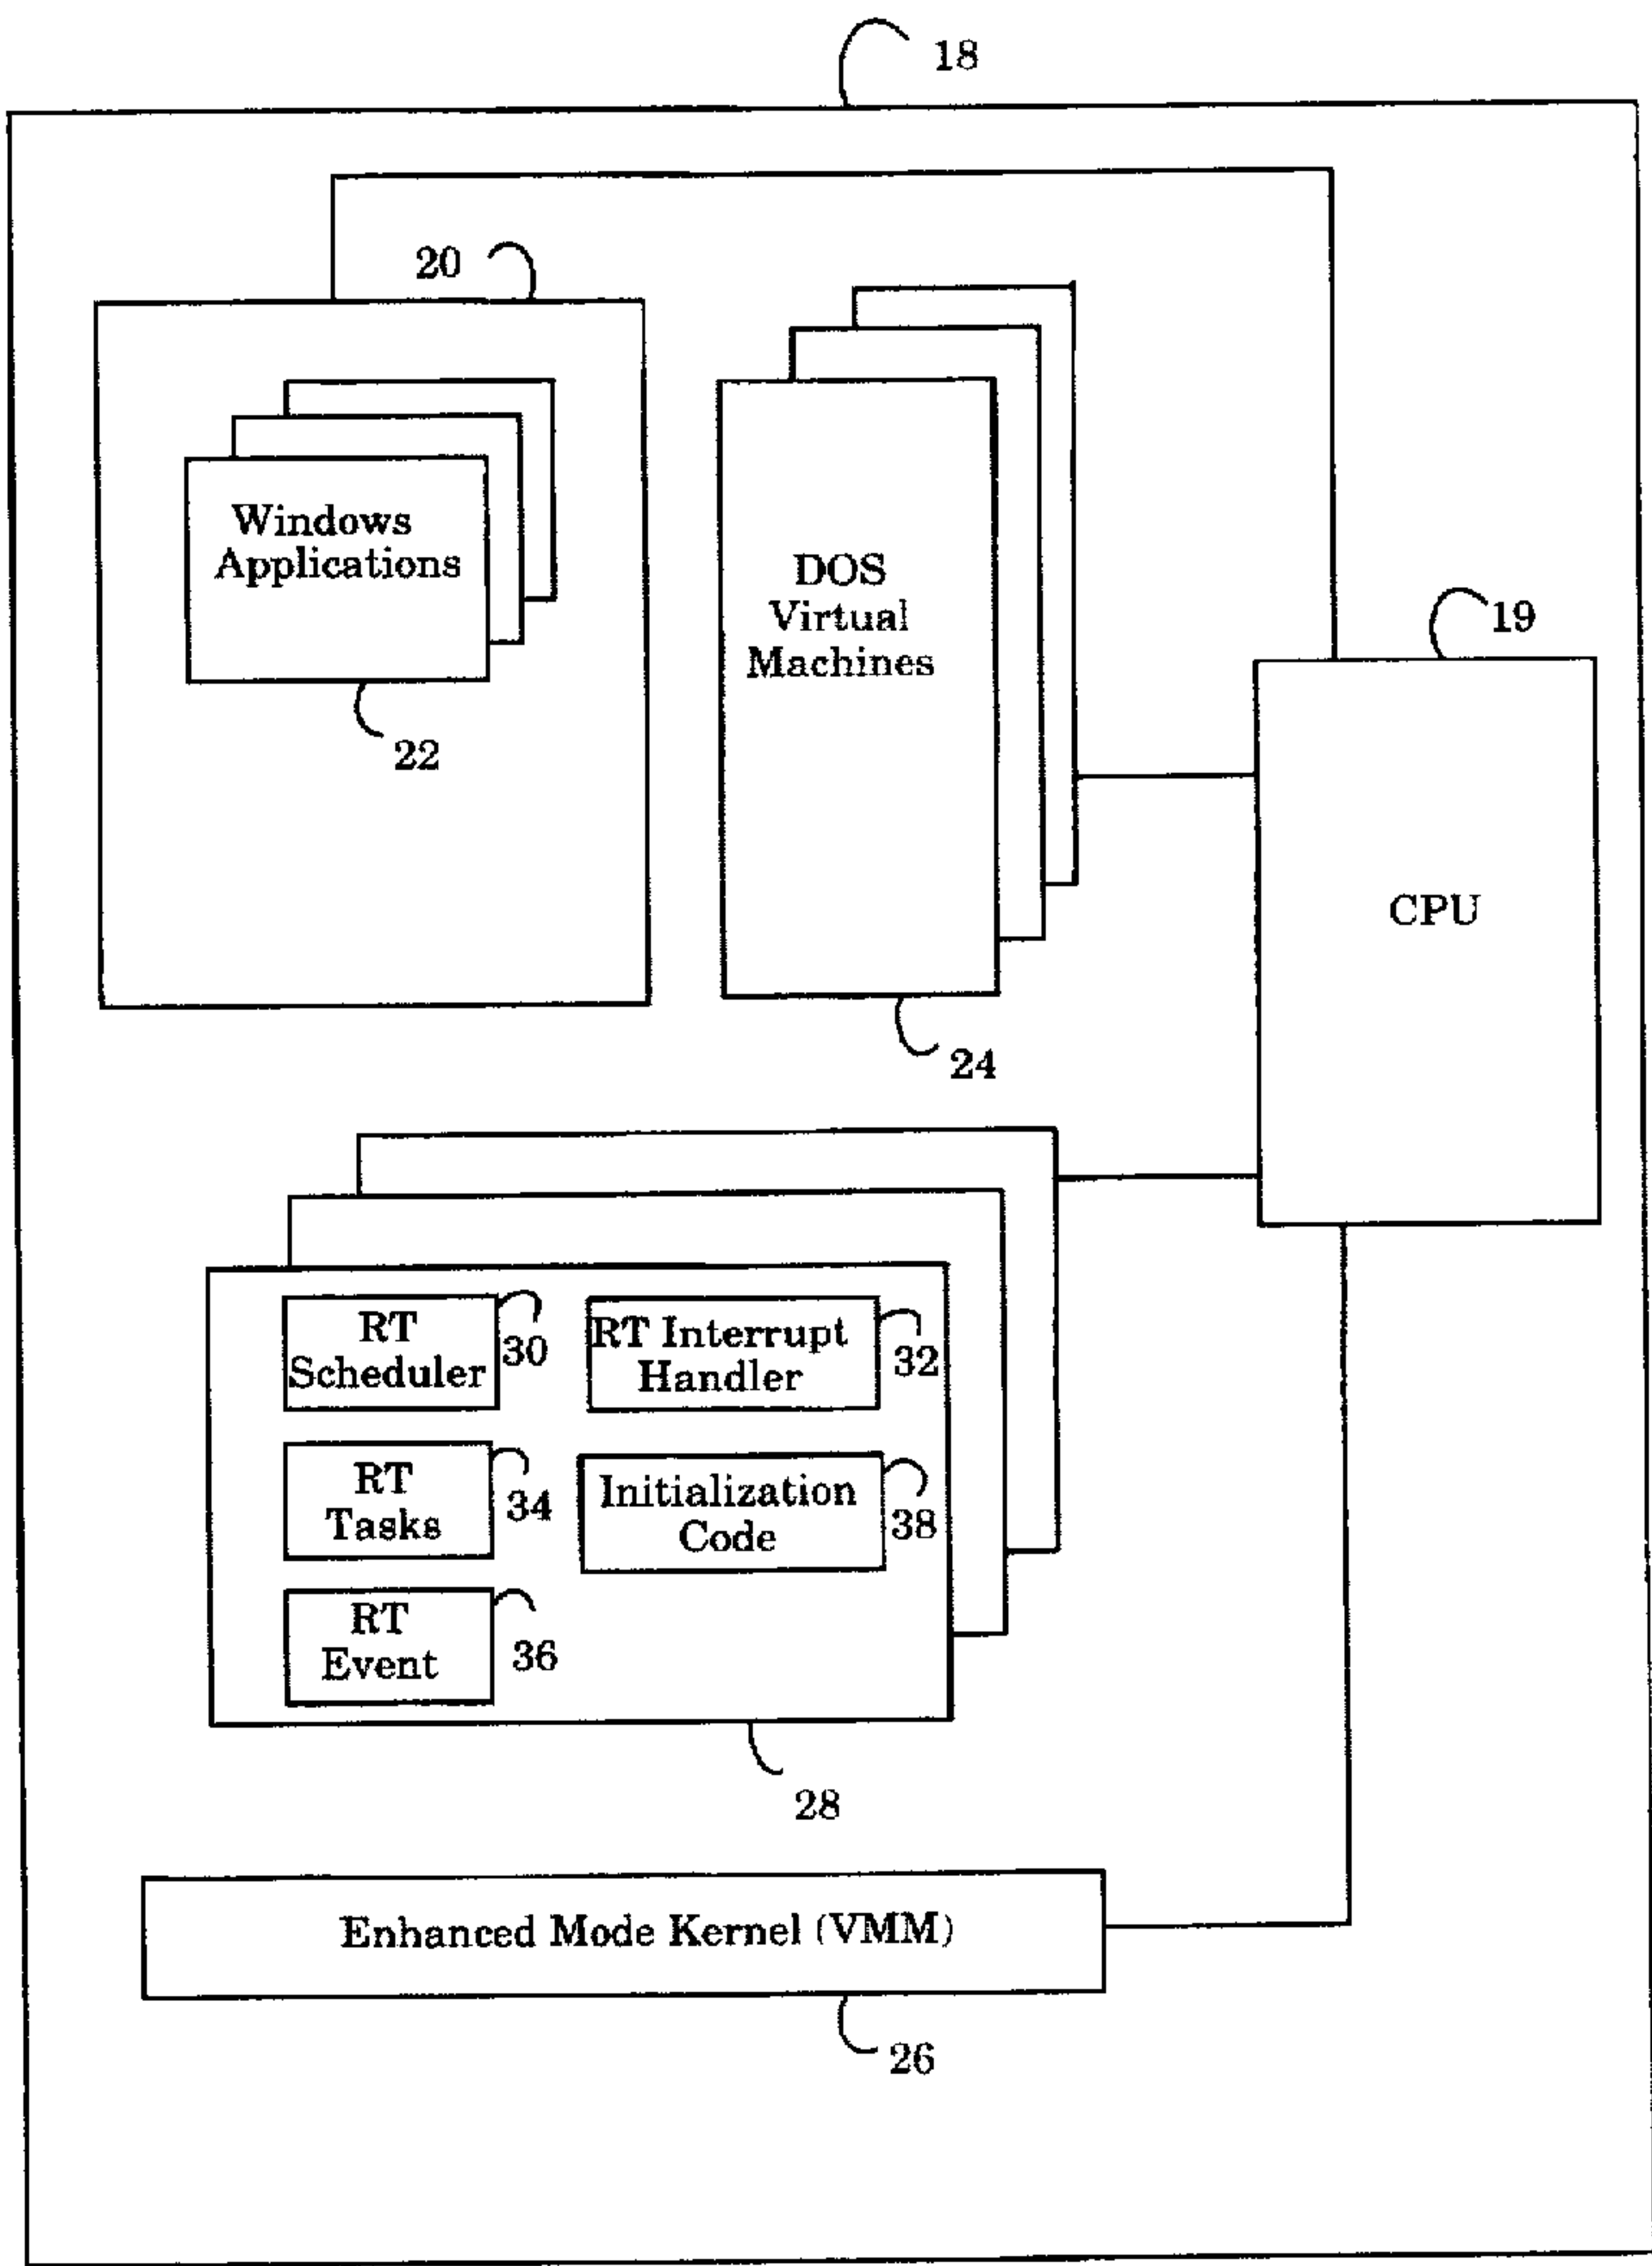 18
20
Windows
Applications
22
DOS
Virtual
Machines
24
19
CPU
RT
Scheduler
30
RT Interrupt
Handler
32
RT
Tasks
34
Initialization
Code
38
RT
Event
36
28
Enhanced Mode Kernel (VMM)
26